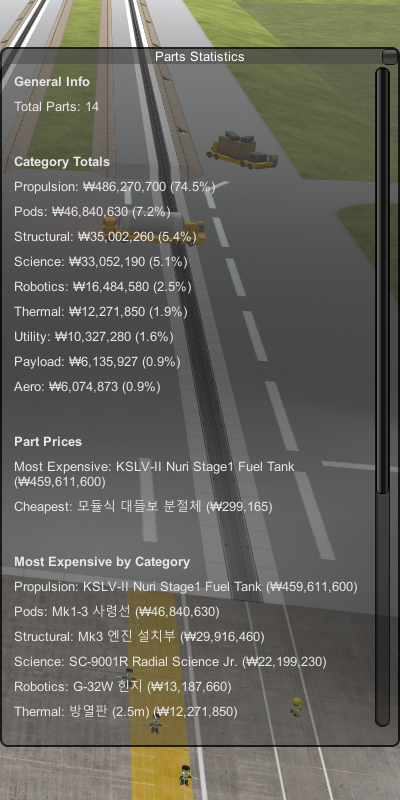 Parts Statistics
General Info
Total Parts: 14
Category Totals
Propulsion: ₩486,270,700 (74.5%)
Pods: ₩46,840,630 (7.2%)
Structural: ₩35,002,260 (5.4%)
Science: ₩33,052,190 (5.1%)
Robotics: ₩16,484,580 (2.5%)
Thermal: ₩12,271,850 (1.9%)
Utility: ₩10,327,280 (1.6%)
Payload: ₩6,135,927 (0.9%)
Aero: ₩6,074,873 (0.9%)
Part Prices
Most Expensive: KSLV-II Nuri Stage1 Fuel Tank
(₩459,611,600)
Cheapest: 모듈식 대들보 분절체 (₩299,165)
Most Expensive by Category
Propulsion: KSLV-II Nuri Stage1 Fuel Tank (₩459,611,600)
Pods: Mk1-3 사령선 (₩46,840,630)
Structural: Mk3 엔진 설치부 (₩29,916,460)
Science: SC-9001R Radial Science Jr. (₩22,199,230)
Robotics: G-32W 힌지 (₩13,187,660)
Thermal: 방열판 (2.5m) (₩12,271,850)